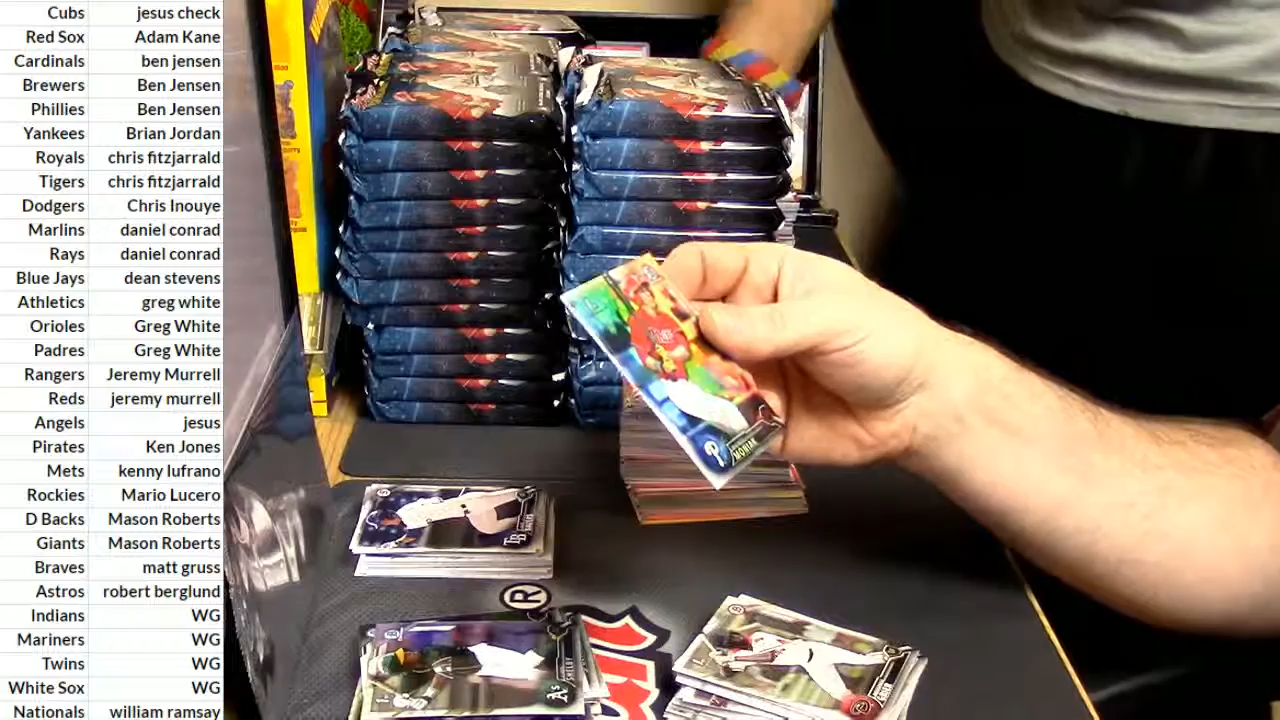 Cubs jesus check
Red Sox Adam Kane
Cardinals ben jensen
Brewers Ben Jensen
Phillies Ben Jensen
Yankees Brian Jordan
Royals chris fitzjarrald
Tigers chris fitzjarrald
Dodgers Chris Inouye
Marlins daniel conrad
Rays daniel conrad
Blue Jays dean stevens
Athletics greg white
Orioles Greg White
Padres Greg White
Rangers Jeremy Murrell
Reds jeremy murrell
Angels jesus
Pirates Ken Jones
Mets kenny lufrano
Rockies Mario Lucero
D Backs Mason Roberts
Giants Mason Roberts
Braves matt gruss
Astros robert berglund
Indians WG
Mariners WG
Twins WG
White Sox WG
Nationals william ramsay
P MONIAK
TB
®
A's SHELBY